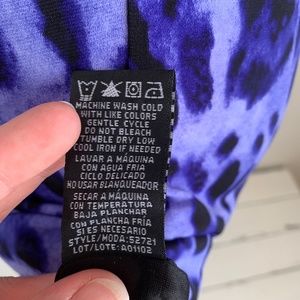 MACHINE WASH COLD
WITH LIKE COLORS
GENTLE CYCLE
DO NOT BLEACH
TUMBLE DRY LOW
COOL IRON IF NEEDED
LAVAR A MÁQUINA
CON AGUA FRIA
CICLO DELICADO
NO USAR BLANQUEADOR
SECAR A MÁQUINA
CON TEMPERATURA
BAJA PLANCHAR
CON PLANCHA FRIA
SI ES NECESARIO
STYLE/MODA:52721
LOT/LOTE:A01102